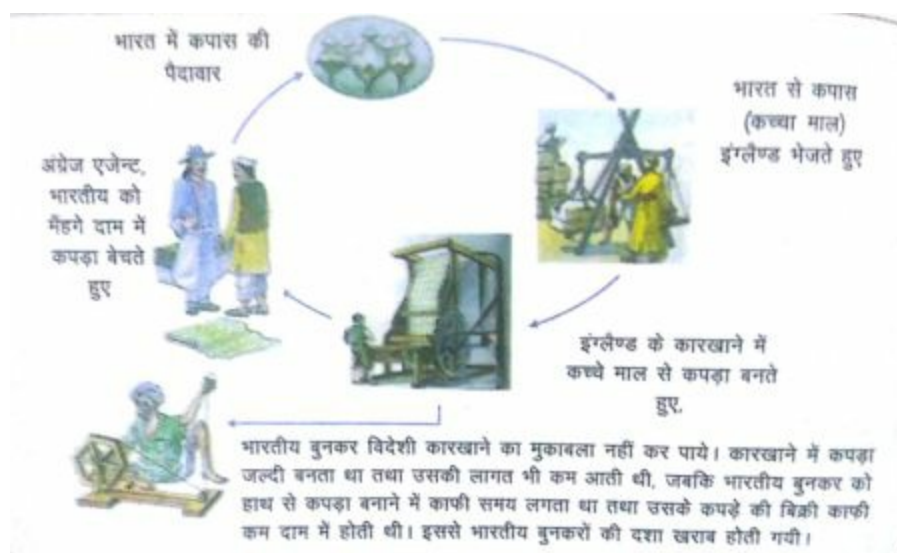 भारत में कपास की
पैदावार
भारत से कपास
(कच्चा माल)
इंग्लैण्ड भेजते हुए
इंग्लैण्ड के कारखाने में
कच्चे माल से कपड़ा बनते
हुए,
अंग्रेज एजेन्ट,
भारतीय को
मँहगे दाम में
कपड़ा बेचते
हुए
भारतीय बुनकर विदेशी कारखाने का मुकाबला नहीं कर पाये। कारखाने में कपड़ा
जल्दी बनता था तथा उसकी लागत भी कम आती थी, जबकि भारतीय बुनकर को
हाथ से कपड़ा बनाने में काफी समय लगता था तथा उसके कपड़े की बिक्री काफी
कम दाम में होती थी। इससे भारतीय बुनकरों की दशा खराब होती गयी।